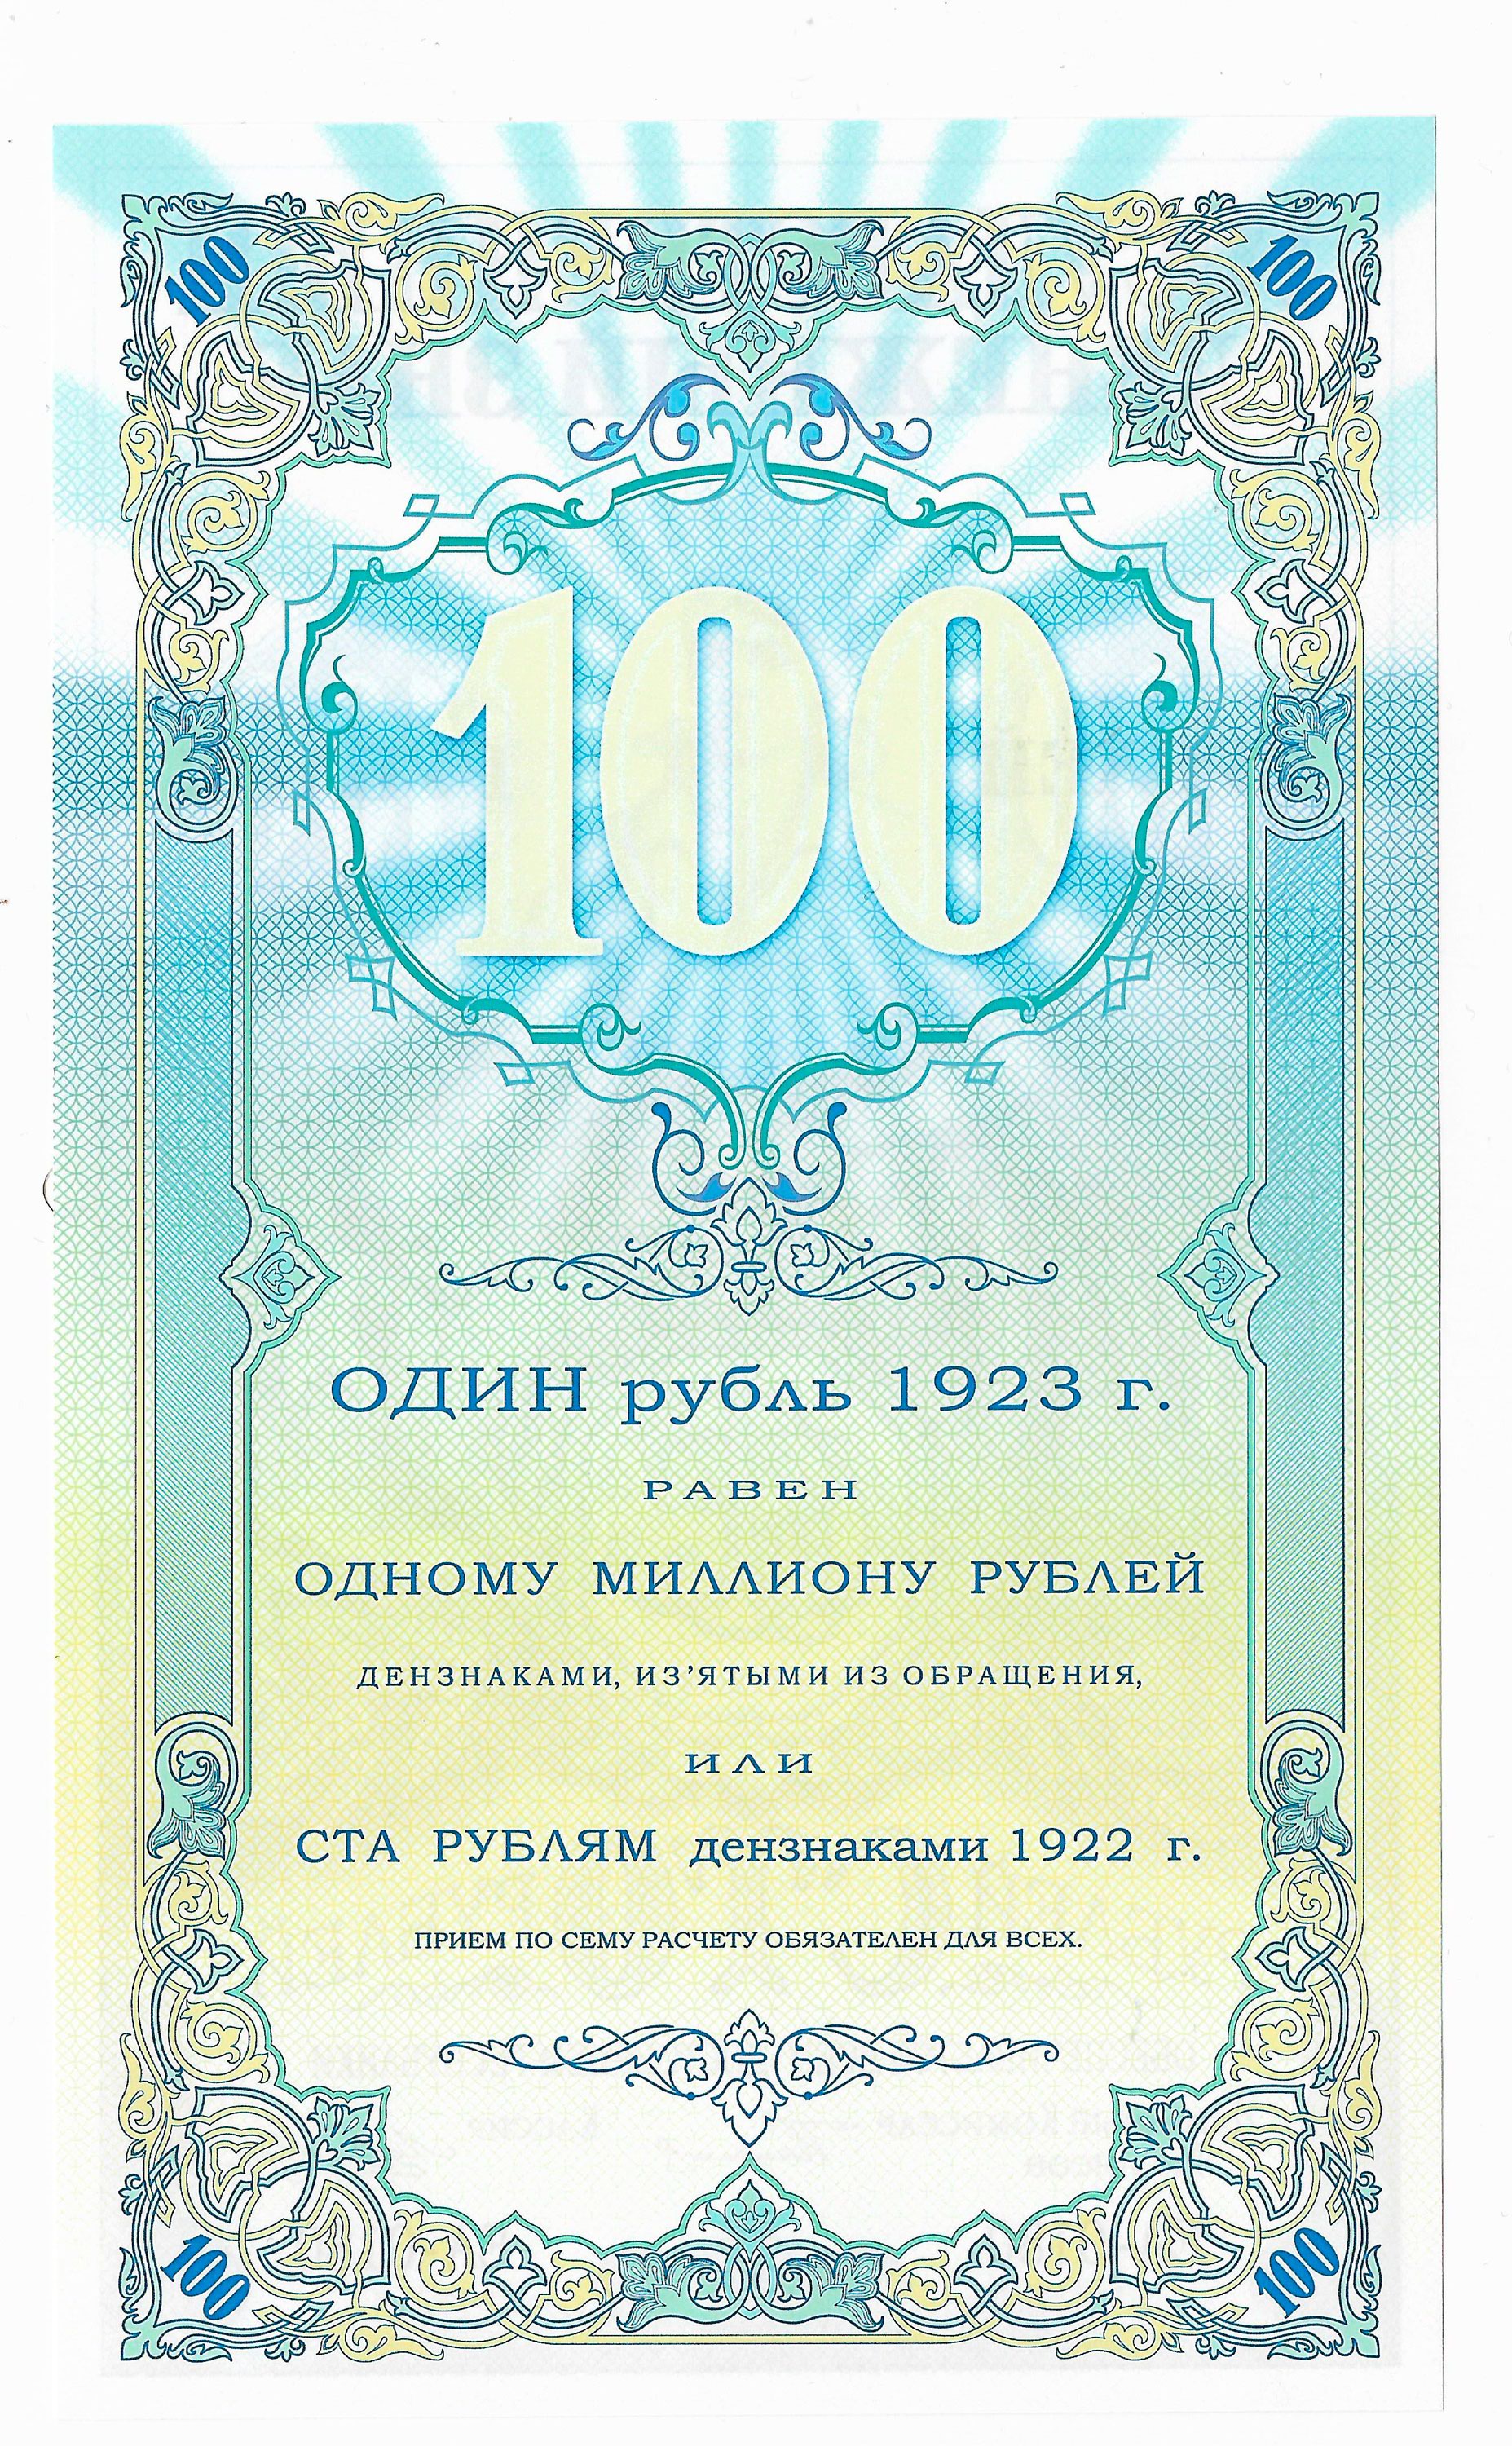 100 100
100
ОДИН рубль 1923 г.
РАВЕН
ОДНОМУ МИЛЛИОНУ РУБЛЕЙ
ДЕНЗНАКАМИ, ИЗ’ЯТЫМИ ИЗ ОБРАЩЕНИЯ,
ИЛИ
СТА РУБЛЯМ дензнаками 1922 г.
ПРИЕМ ПО СЕМУ РАСЧЕТУ ОБЯЗАТЕЛЕН ДЛЯ ВСЕХ.
100 100